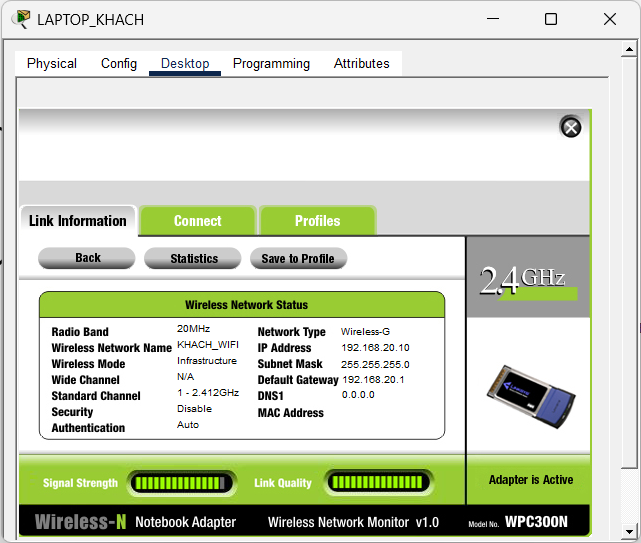 LAPTOP_KHACH
Physical Config Desktop Programming Attributes
Link Information Connect Profiles
Back Statistics Save to Profile
2.4GHz
Wireless Network Status
Radio Band 20MHz Network Type Wireless-G
Wireless Network Name KHACH_WIFI IP Address 192.168.20.10
Wireless Mode Infrastructure Subnet Mask 255.255.255.0
Wide Channel N/A Default Gateway 192.168.20.1
Standard Channel 1 - 2.412GHz DNS1 0.0.0.0
Security Disable MAC Address
Authentication Auto
Signal Strength Link Quality Adapter is Active
Wireless-N Notebook Adapter Wireless Network Monitor v1.0 Model No. WPC300N